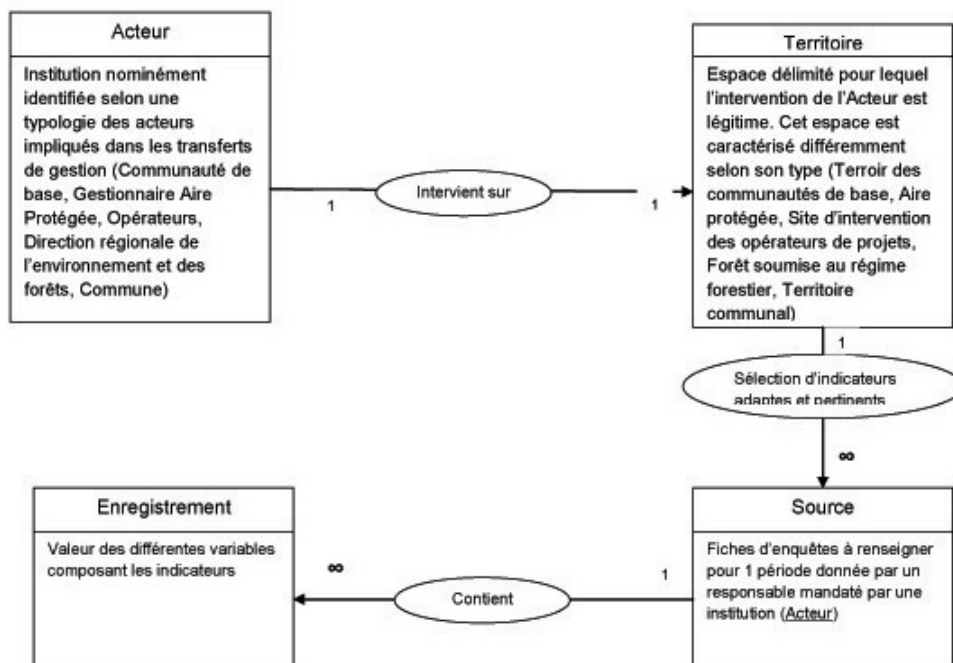 Acteur
Institution nominément
identifiée selon une
typologie des acteurs
impliqués dans les transferts
de gestion (Communauté de
base, Gestionnaire Aire
Protégée, Opérateurs,
Direction régionale de
l'environnement et des
forêts, Commune)
1
Intervient sur
1
Territoire
Espace délimité pour lequel
l'intervention de l'Acteur est
légitime. Cet espace est
caractérisé différemment
selon son type (Terroir des
communautés de base, Aire
protégée, Site d'intervention
des opérateurs de projets,
Forêt soumise au régime
forestier, Territoire
communal)
1
Sélection d'indicateurs
adaptes et pertinents
∞
Source
Fiches d'enquêtes à renseigner
pour 1 période donnée par un
responsable mandaté par une
institution (Acteur)
1
Contient
∞
Enregistrement
Valeur des différentes variables
composant les indicateurs